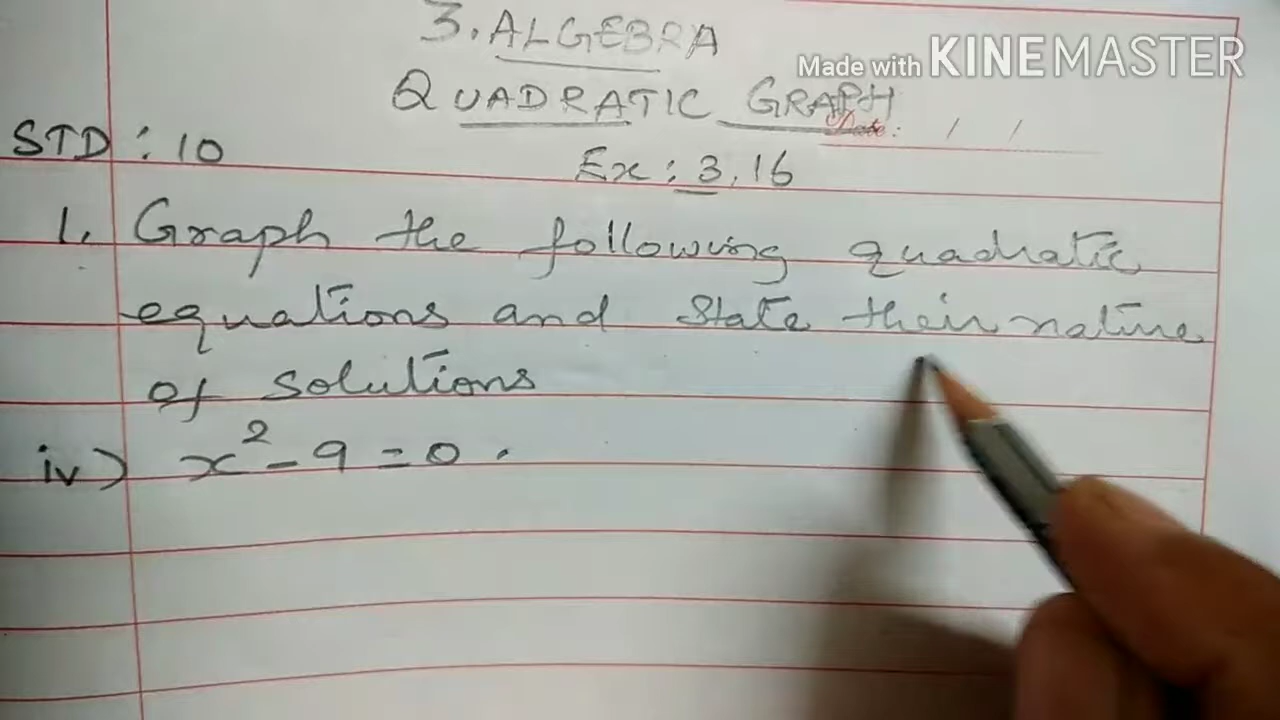 3. ALGEBRA
Made with KINEMASTER
QUADRATIC GRAPH
Date: / /
STD : 10
Ex : 3.16
1. Graph the following quadratic
equations and state their nature
of solutions
iv) x² - 9 = 0.